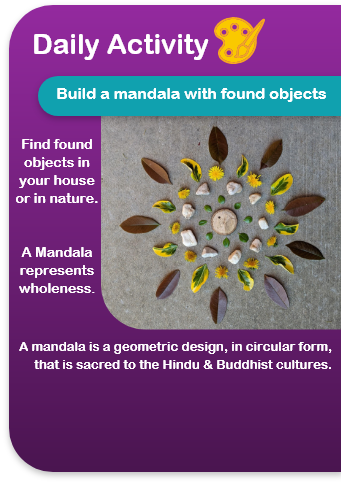 Daily Activity
Build a mandala with found objects
Find found
objects in
your house
or in nature.
A Mandala
represents
wholeness.
A mandala is a geometric design, in circular form,
that is sacred to the Hindu & Buddhist cultures.